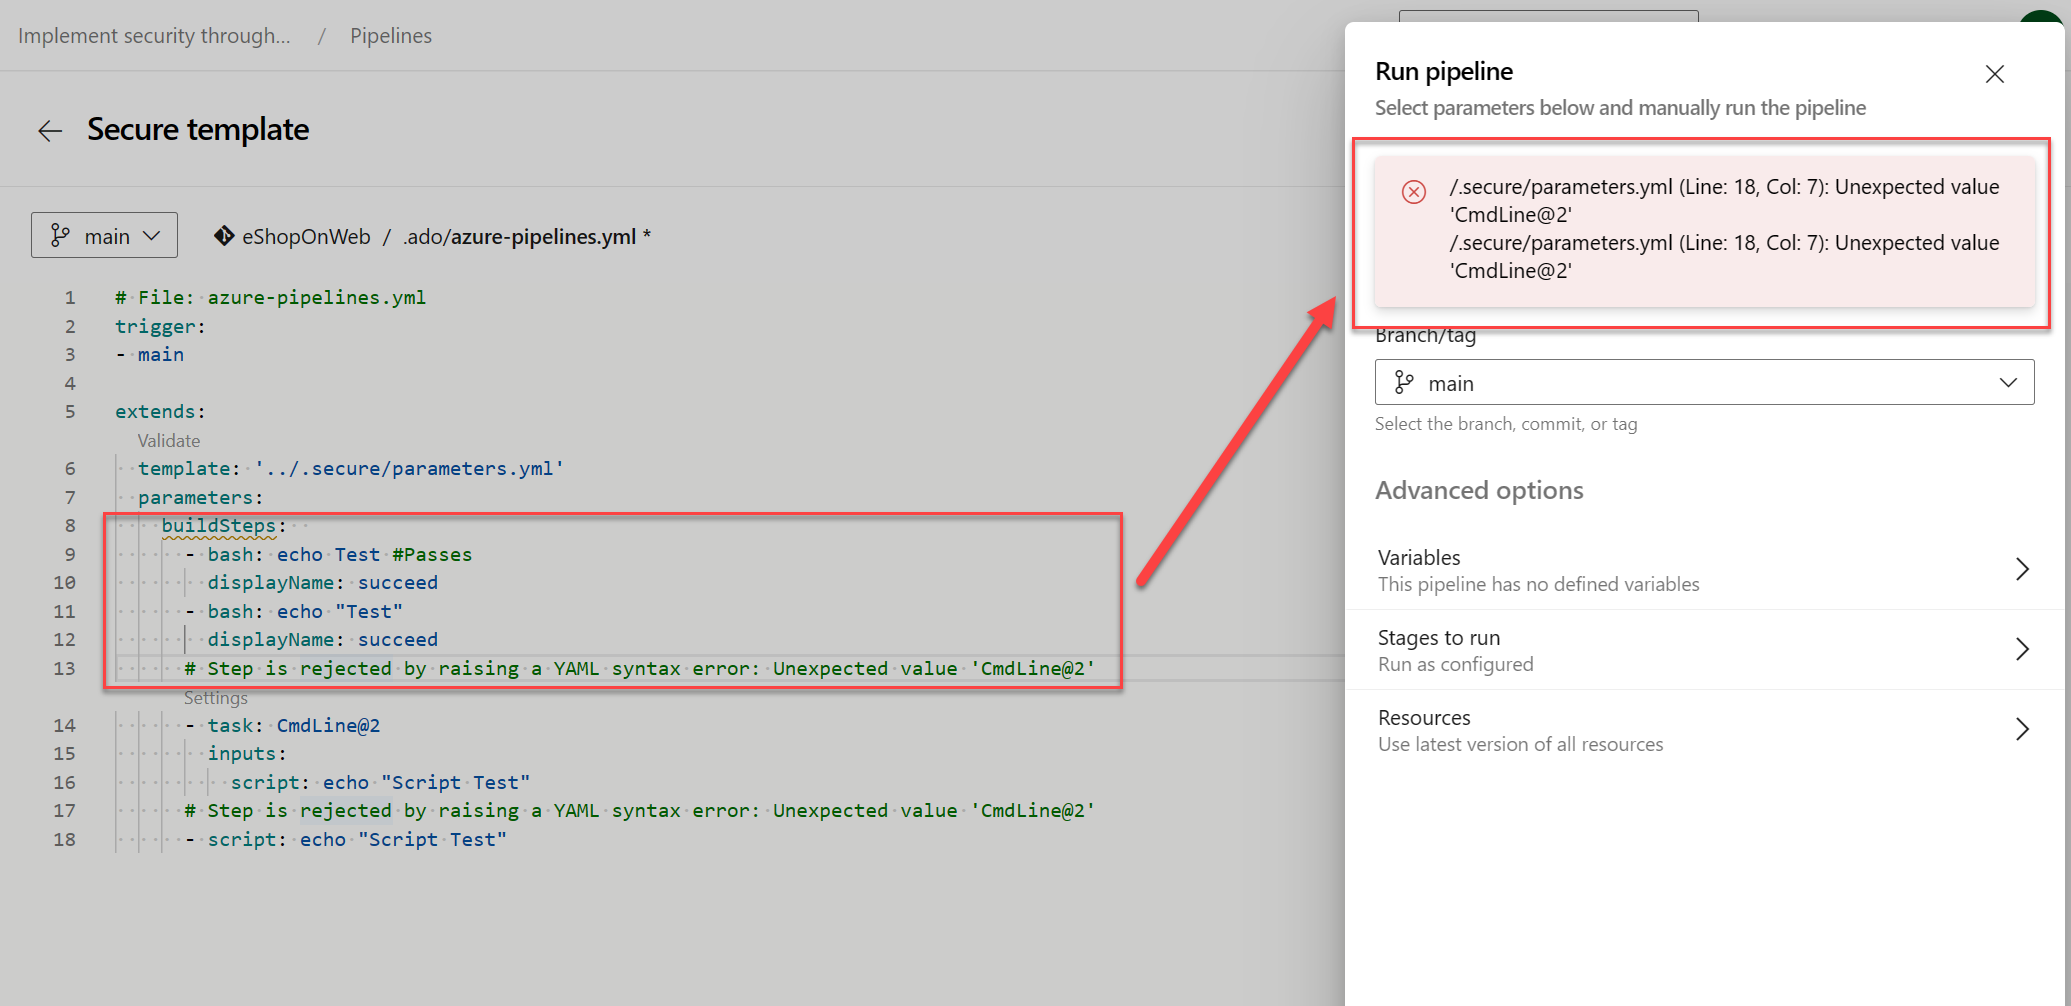 Implement security through... / Pipelines
Secure template
main
eShopOnWeb / .ado/azure-pipelines.yml *
1 # File: azure-pipelines.yml
2 trigger:
3 - main
4
5 extends:
Validate
6 template: '../.secure/parameters.yml'
7 parameters:
8 buildSteps:
9 - bash: echo Test #Passes
10 displayName: succeed
11 - bash: echo "Test"
12 displayName: succeed
13 # Step is rejected by raising a YAML syntax error: Unexpected value 'CmdLine@2'
Settings
14 - task: CmdLine@2
15 inputs:
16 script: echo "Script Test"
17 # Step is rejected by raising a YAML syntax error: Unexpected value 'CmdLine@2'
18 - script: echo "Script Test"
Run pipeline
Select parameters below and manually run the pipeline
/.secure/parameters.yml (Line: 18, Col: 7): Unexpected value
'CmdLine@2'
/.secure/parameters.yml (Line: 18, Col: 7): Unexpected value
'CmdLine@2'
Branch/tag
main
Select the branch, commit, or tag
Advanced options
Variables
This pipeline has no defined variables
Stages to run
Run as configured
Resources
Use latest version of all resources